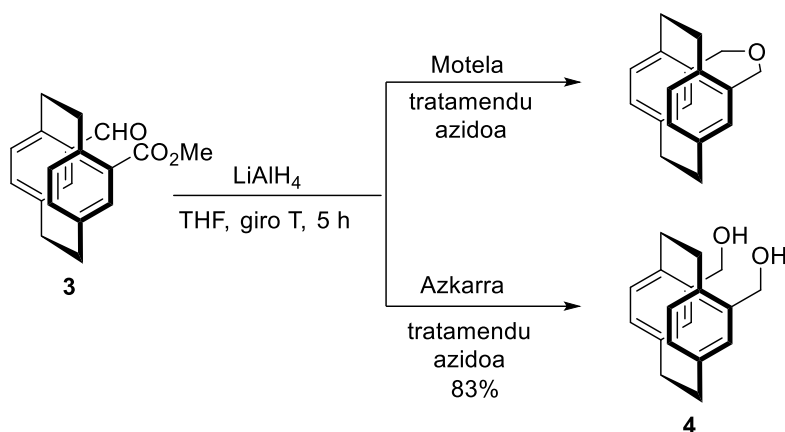 CHO
CO2Me
3
LiAlH4
THF, giro T, 5 h
Motela
tratamendu
azidoa
O
Azkarra
tratamendu
azidoa
83%
OH
OH
4